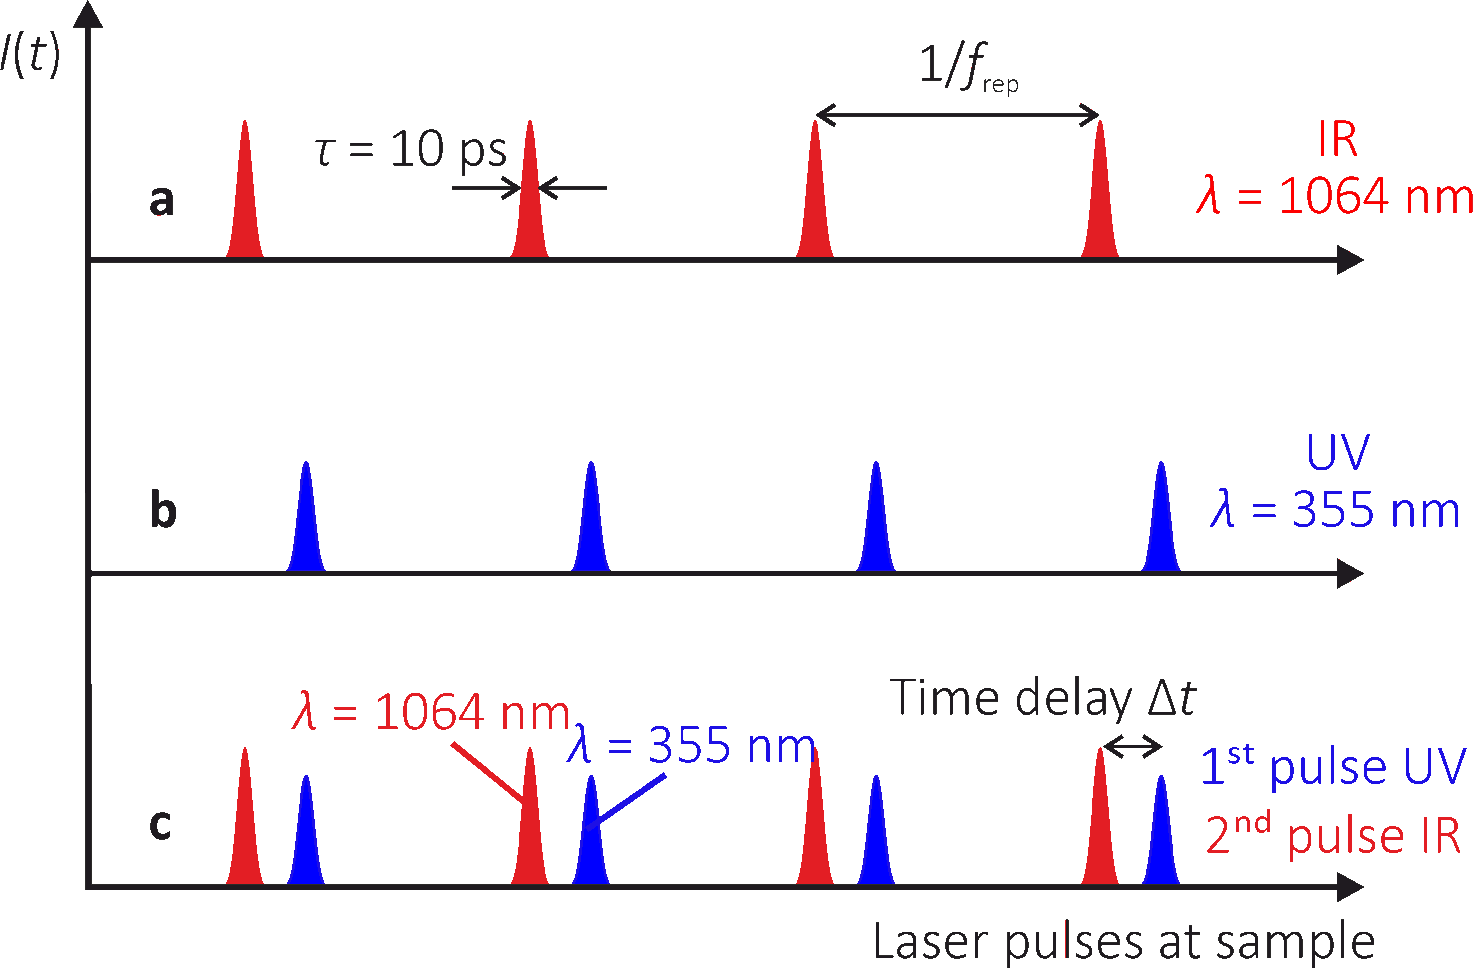 I(t)
1/f_rep
τ = 10 ps
IR
λ = 1064 nm
a
UV
λ = 355 nm
b
Time delay Δt
λ = 1064 nm
λ = 355 nm
1st pulse UV
2nd pulse IR
c
Laser pulses at sample